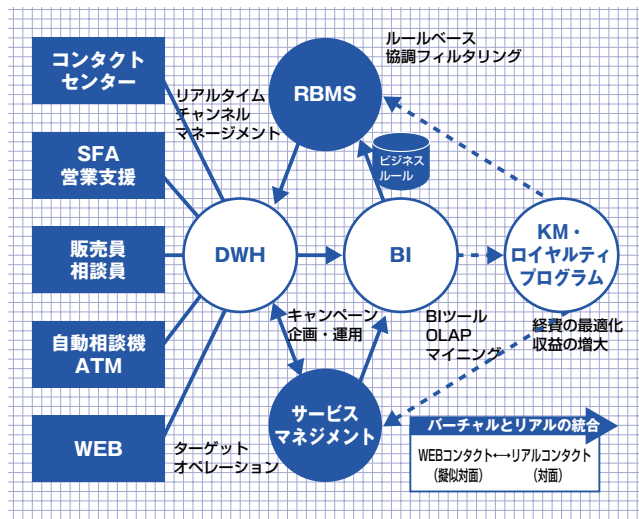 コンタクト
センター
SFA
営業支援
販売員
相談員
自動相談機
ATM
WEB
リアルタイム
チャンネル
マネージメント
ルールベース
協調フィルタリング
RBMS
ビジネス
ルール
DWH
BI
KM・
ロイヤルティ
プログラム
キャンペーン
企画・運用
BIツール
OLAP
マイニング
経費の最適化
収益の増大
サービス
マネジメント
ターゲット
オペレーション
バーチャルとリアルの統合
WEBコンタクト←→リアルコンタクト
(擬似対面) (対面)